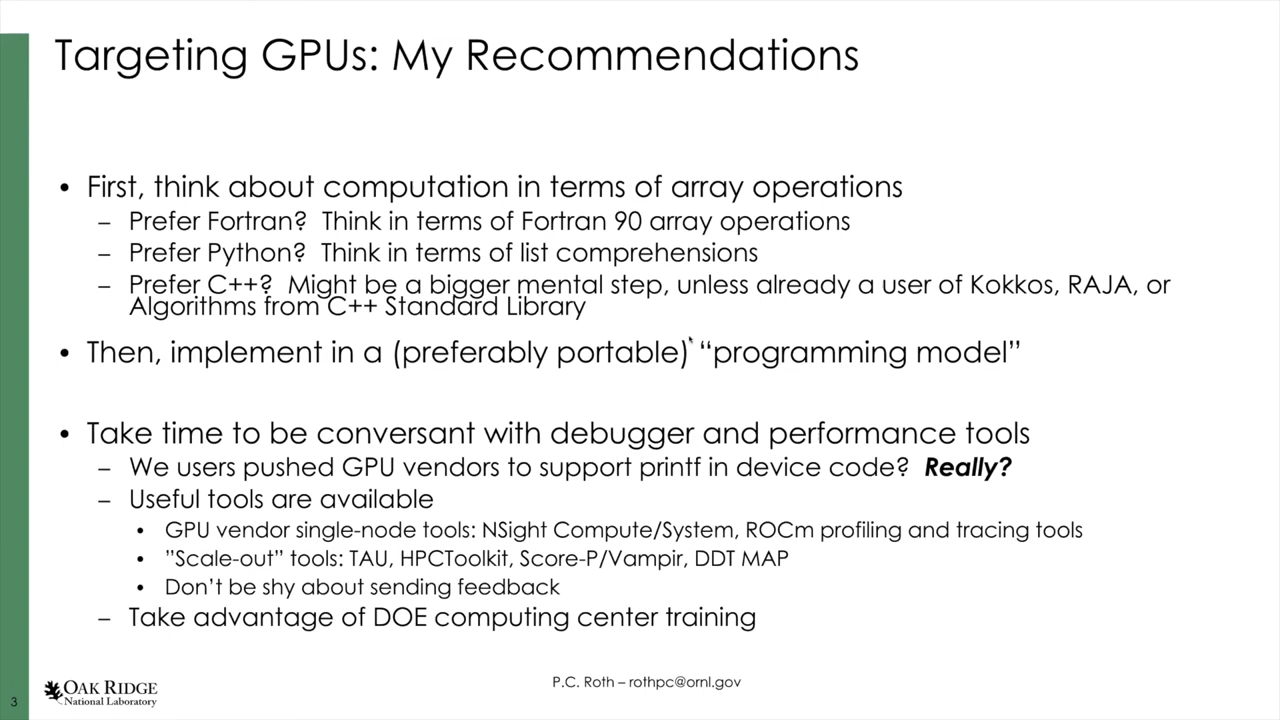 Targeting GPUs: My Recommendations
• First, think about computation in terms of array operations
– Prefer Fortran? Think in terms of Fortran 90 array operations
– Prefer Python? Think in terms of list comprehensions
– Prefer C++? Might be a bigger mental step, unless already a user of Kokkos, RAJA, or
Algorithms from C++ Standard Library
• Then, implement in a (preferably portable) “programming model”
• Take time to be conversant with debugger and performance tools
– We users pushed GPU vendors to support printf in device code? Really?
– Useful tools are available
• GPU vendor single-node tools: NSight Compute/System, ROCm profiling and tracing tools
• ”Scale-out” tools: TAU, HPCToolkit, Score-P/Vampir, DDT MAP
• Don’t be shy about sending feedback
– Take advantage of DOE computing center training
3
OAK RIDGE
National Laboratory
P.C. Roth – rothpc@ornl.gov